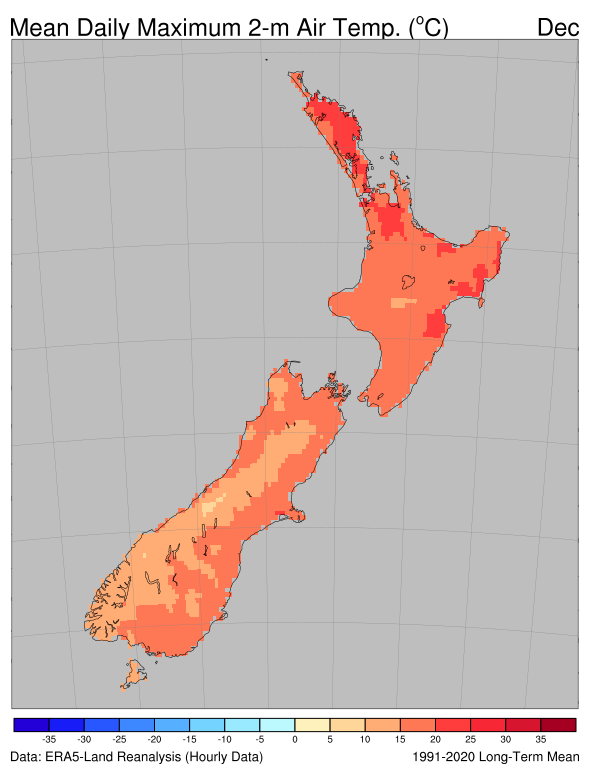 Mean Daily Maximum 2-m Air Temp. (°C) Dec
-35 -30 -25 -20 -15 -10 -5 0 5 10 15 20 25 30 35
Data: ERA5-Land Reanalysis (Hourly Data) 1991-2020 Long-Term Mean